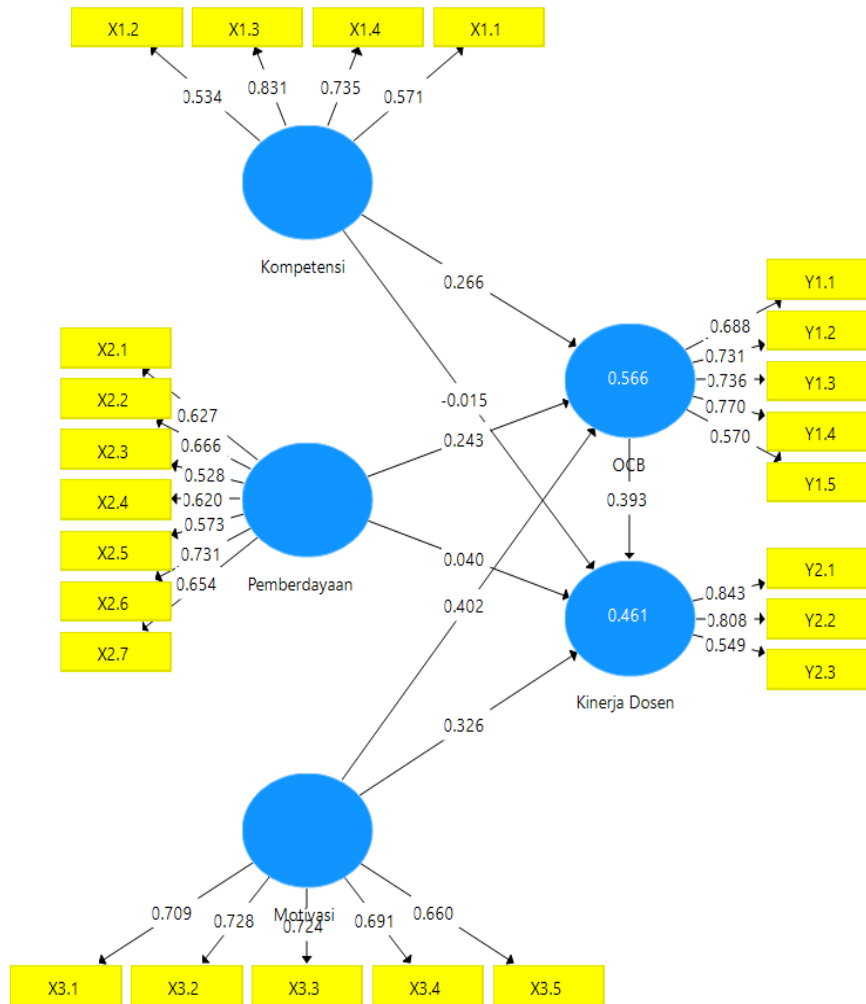 X1.2 X1.3 X1.4 X1.1
0.534 0.831 0.735 0.571
Kompetensi
0.266
X2.1
X2.2
X2.3
X2.4
X2.5
X2.6
X2.7
0.627
0.666
0.528
0.620
0.573
0.731
0.654
Pemberdayaan
-0.015
0.243
0.040
0.402
0.326
0.566
OCB
0.393
0.461
Kinerja Dosen
0.688
0.731
0.736
0.770
0.570
Y1.1
Y1.2
Y1.3
Y1.4
Y1.5
0.843
0.808
0.549
Y2.1
Y2.2
Y2.3
Motivasi
0.709 0.728 0.724 0.691 0.660
X3.1 X3.2 X3.3 X3.4 X3.5